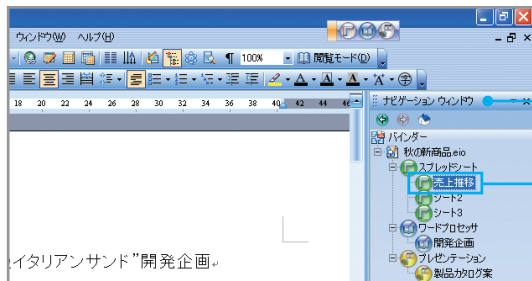 ウィンドウ(W) ヘルプ(H)
100% 閲覧モード(D)
18 20 22 24 26 28 30 32 34 36 38 40 42 44 46
ナビゲーション ウィンドウ
バインダー
秋の新商品.eio
スプレッドシート
売上推移
シート2
シート3
ワードプロセッサ
開発企画
プレゼンテーション
製品カタログ案
イタリアンサンド”開発企画